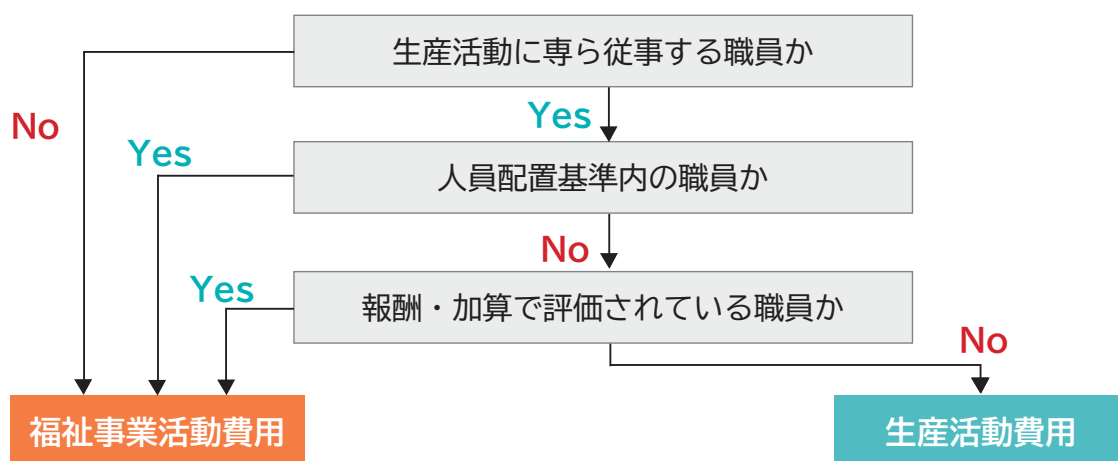 生産活動に専ら従事する職員か
No
Yes
Yes
人員配置基準内の職員か
No
Yes
報酬・加算で評価されている職員か
No
福祉事業活動費用
生産活動費用